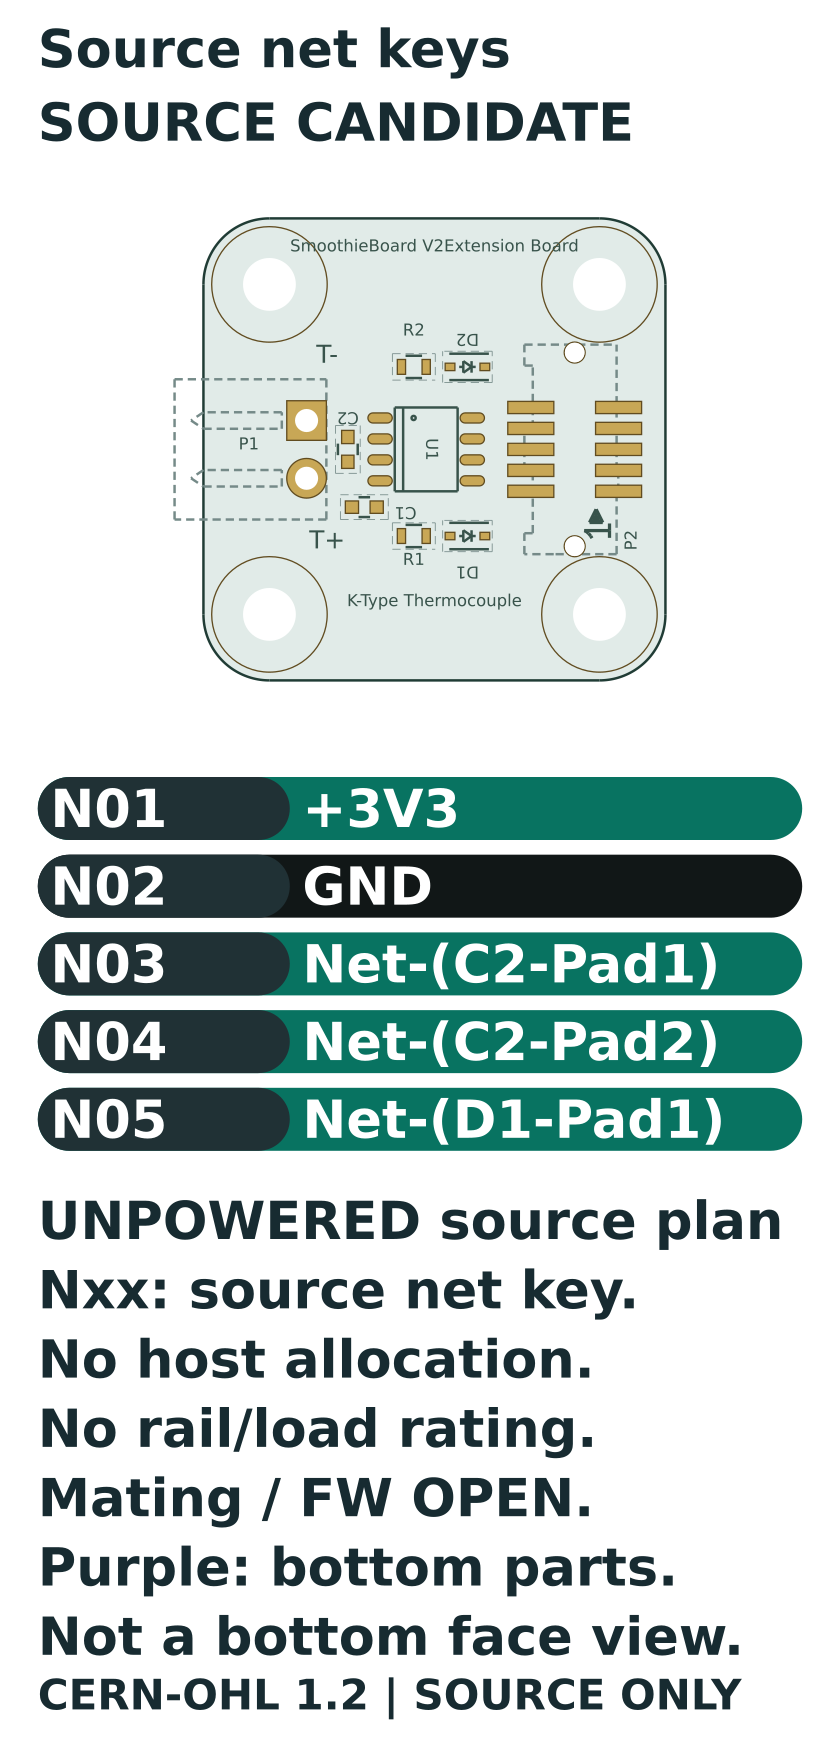 Source net keys
SOURCE CANDIDATE
SmoothieBoard V2Extension Board
R2
D2
T-
C2
P1
U1
C1
T+
1
P2
R1
D1
K-Type Thermocouple
N01 +3V3
N02 GND
N03 Net-(C2-Pad1)
N04 Net-(C2-Pad2)
N05 Net-(D1-Pad1)
UNPOWERED source plan
Nxx: source net key.
No host allocation.
No rail/load rating.
Mating / FW OPEN.
Purple: bottom parts.
Not a bottom face view.
CERN-OHL 1.2 | SOURCE ONLY